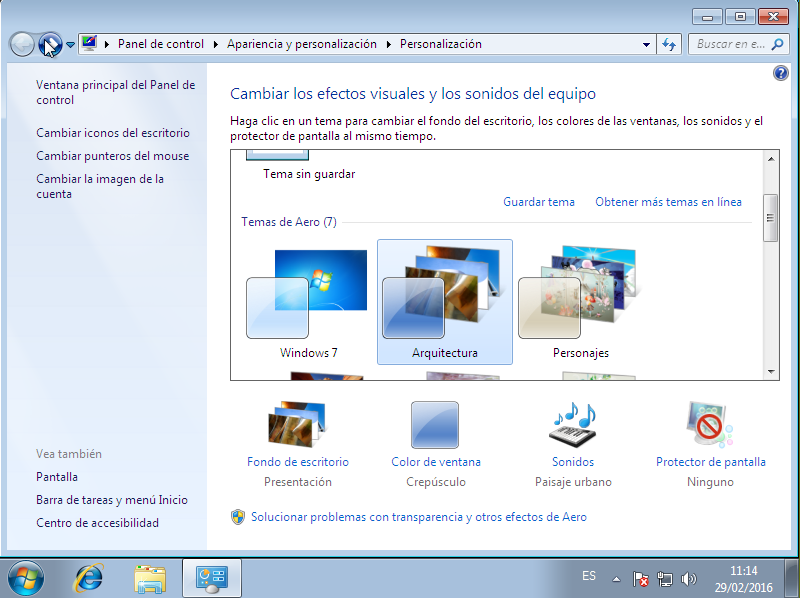 Panel de control
Apariencia y personalización
Personalización
Buscar en e...
Ventana principal del Panel de
control
Cambiar iconos del escritorio
Cambiar punteros del mouse
Cambiar la imagen de la
cuenta
Cambiar los efectos visuales y los sonidos del equipo
Haga clic en un tema para cambiar el fondo del escritorio, los colores de las ventanas, los sonidos y el
protector de pantalla al mismo tiempo.
Tema sin guardar
Guardar tema
Obtener más temas en línea
Temas de Aero (7)
Windows 7
Arquitectura
Personajes
Fondo de escritorio
Presentación
Color de ventana
Crepúsculo
Sonidos
Paisaje urbano
Protector de pantalla
Ninguno
Vea también
Pantalla
Barra de tareas y menú Inicio
Centro de accesibilidad
Solucionar problemas con transparencia y otros efectos de Aero
ES
11:14
29/02/2016